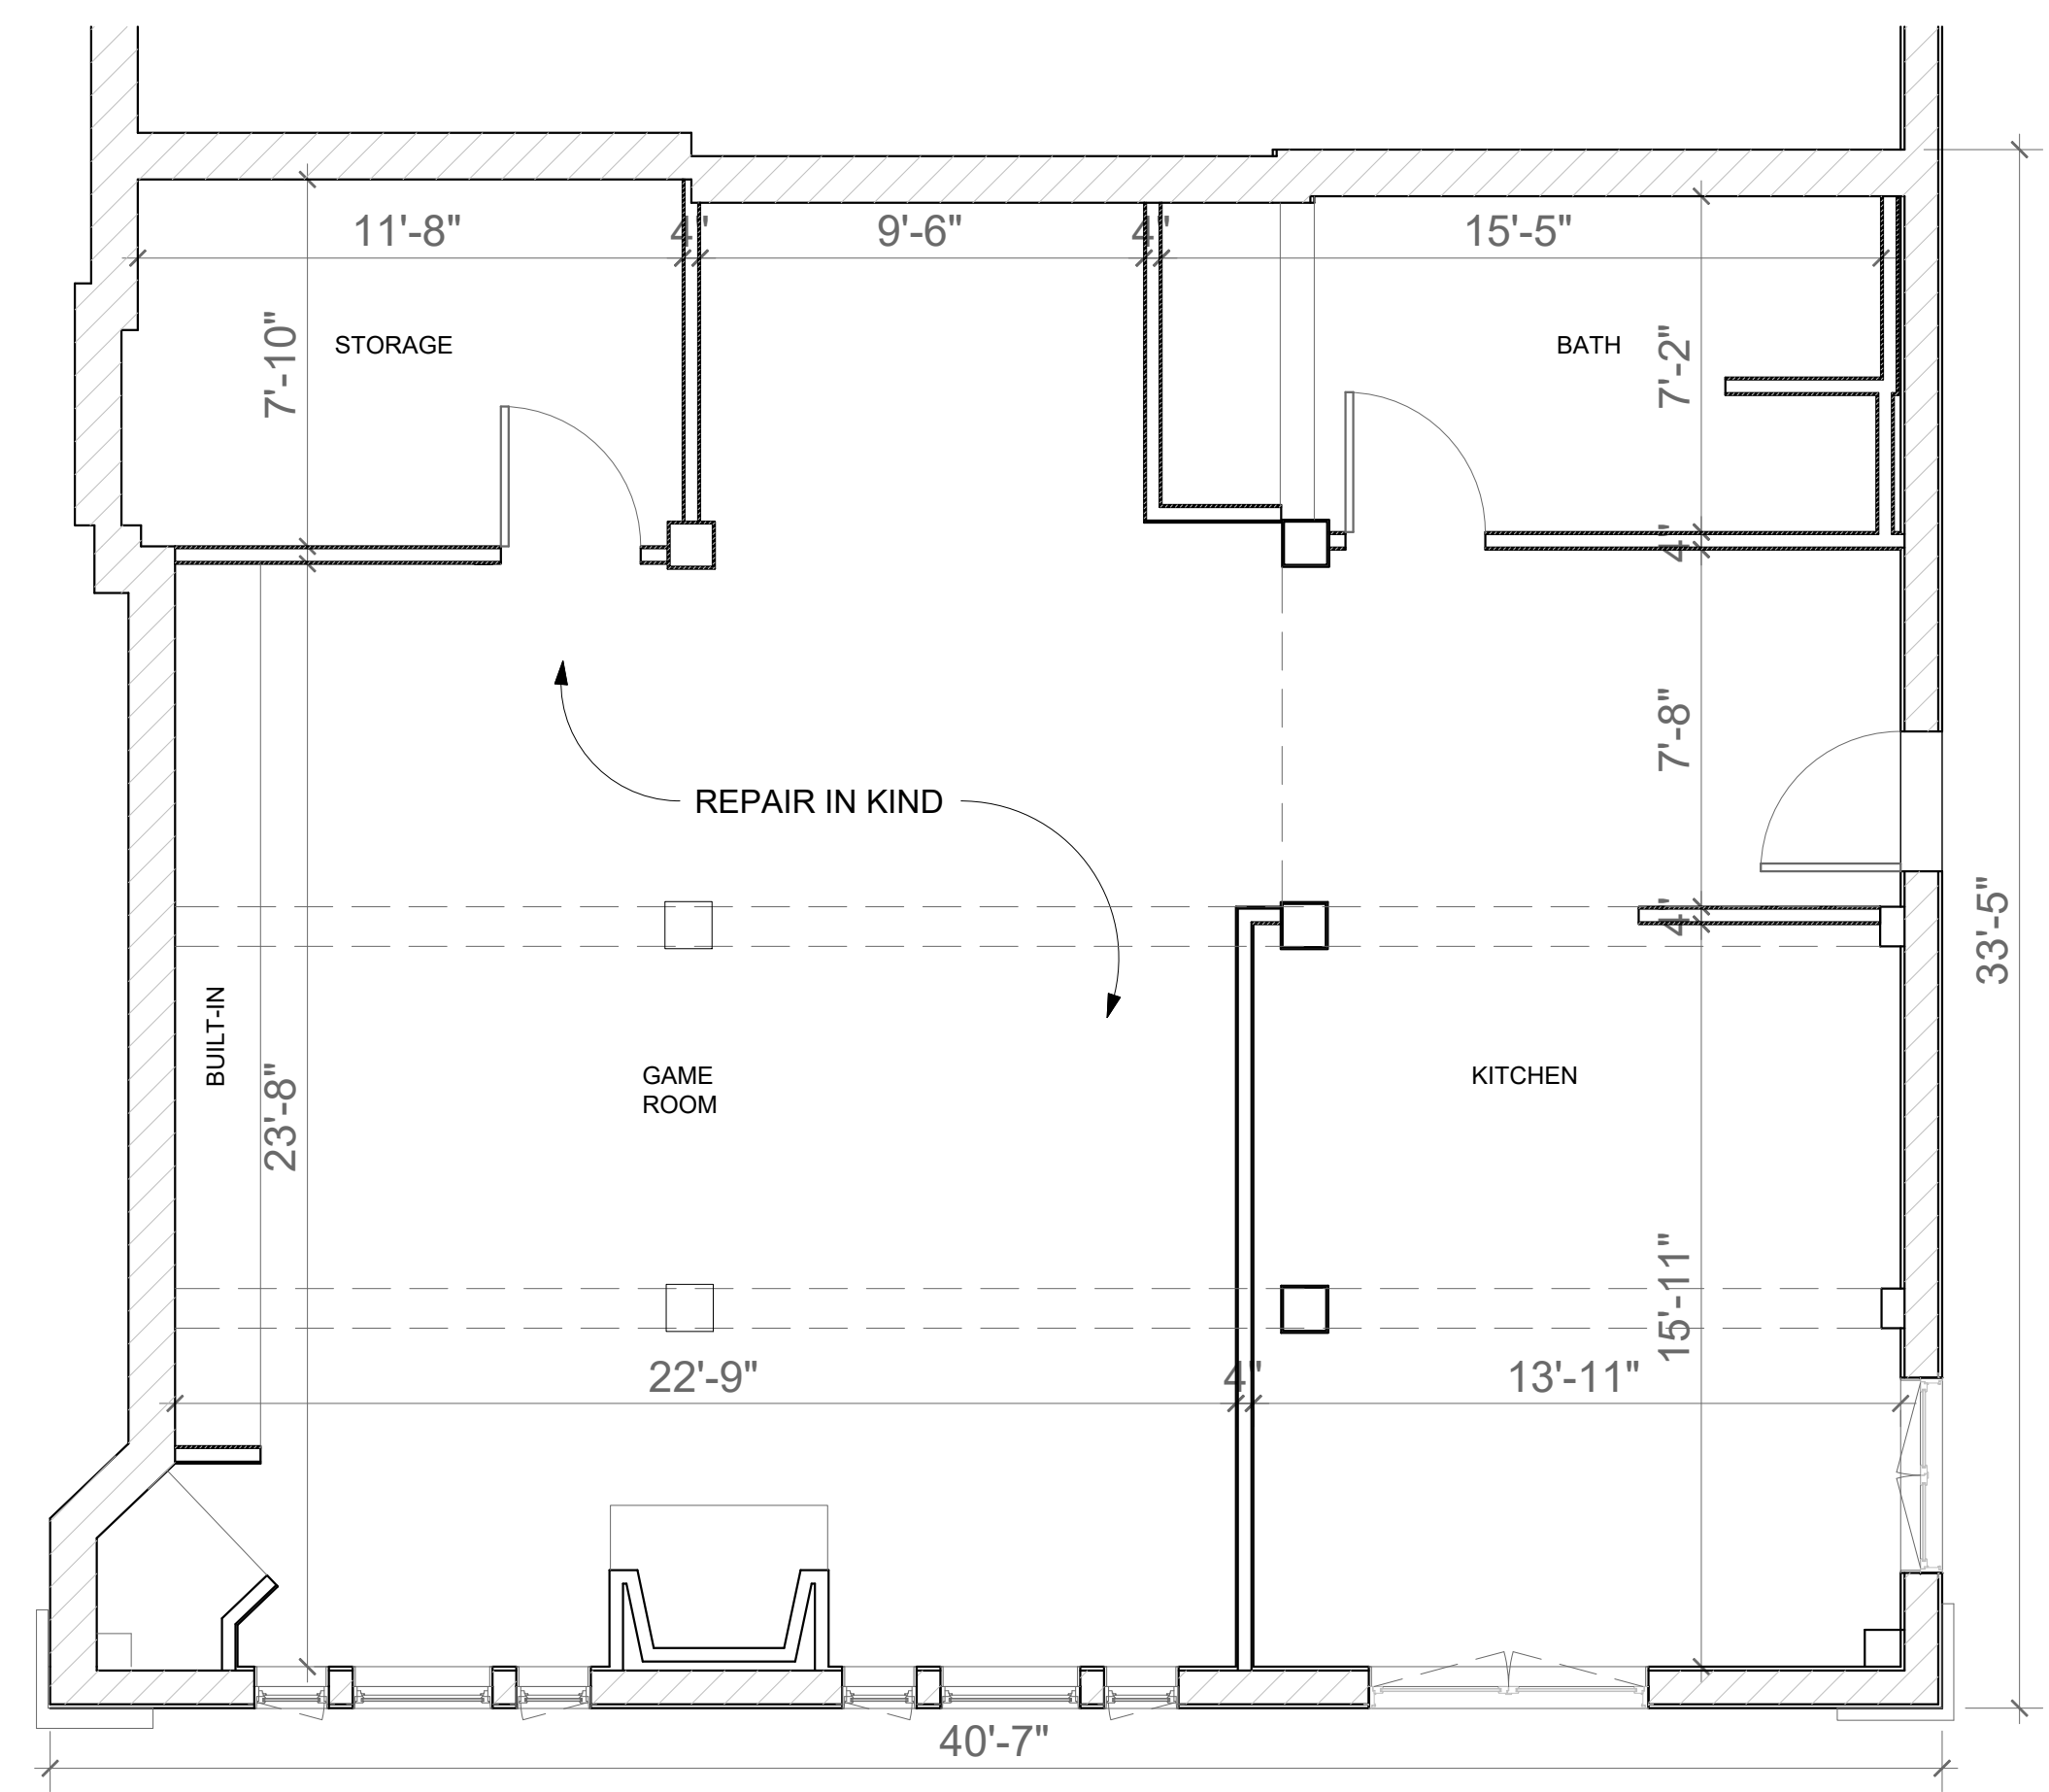 11'-8"
4"
9'-6"
4"
15'-5"
STORAGE
BATH
7'-10"
7'-2"
4"
7'-8"
REPAIR IN KIND
4"
33'-5"
BUILT-IN
GAME
ROOM
KITCHEN
23'-8"
15'-11"
22'-9"
4"
13'-11"
40'-7"